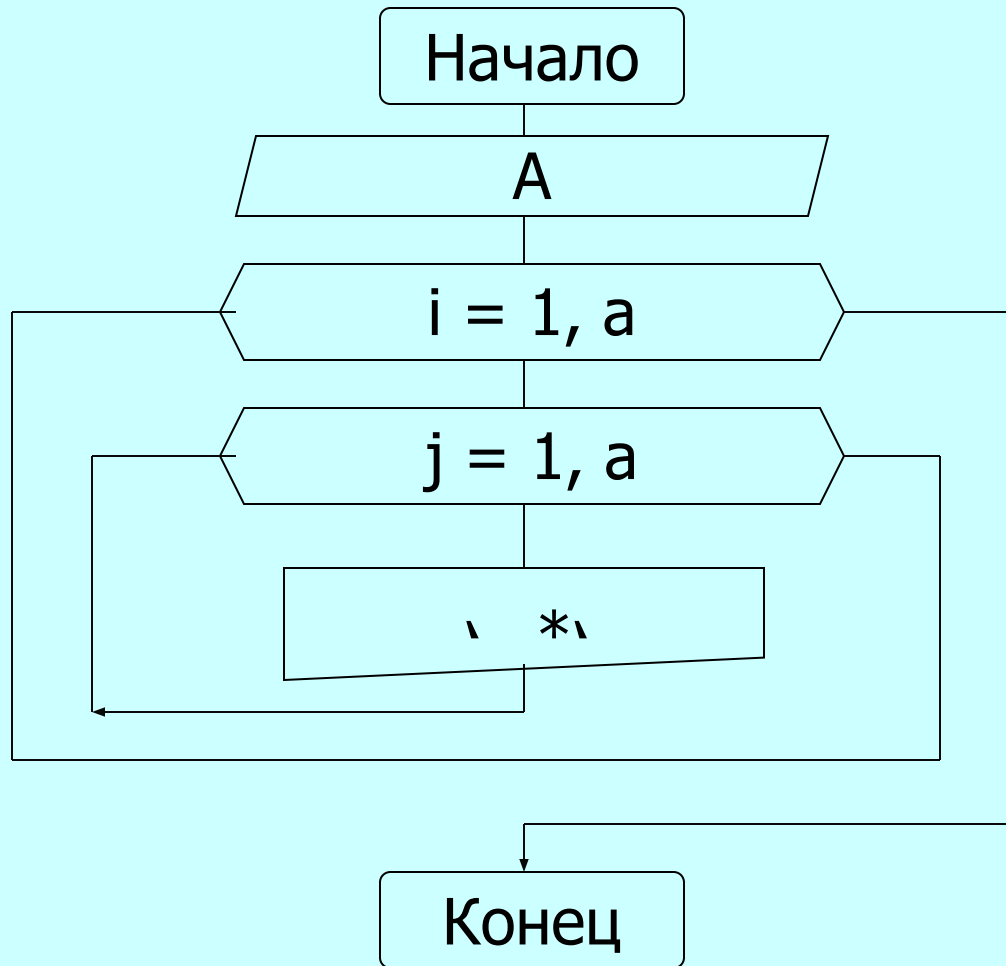 Начало
А
i = 1, a
j = 1, a
‵ *‵
Конец